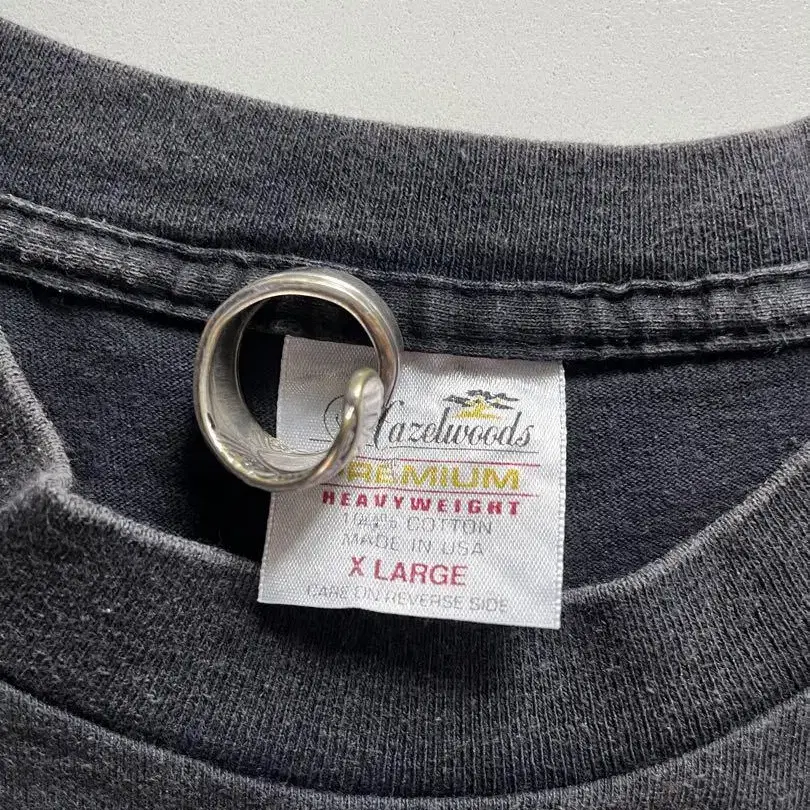 Hazelwoods
PREMIUM
HEAVYWEIGHT
100% COTTON
MADE IN USA
X LARGE
CARE ON REVERSE SIDE